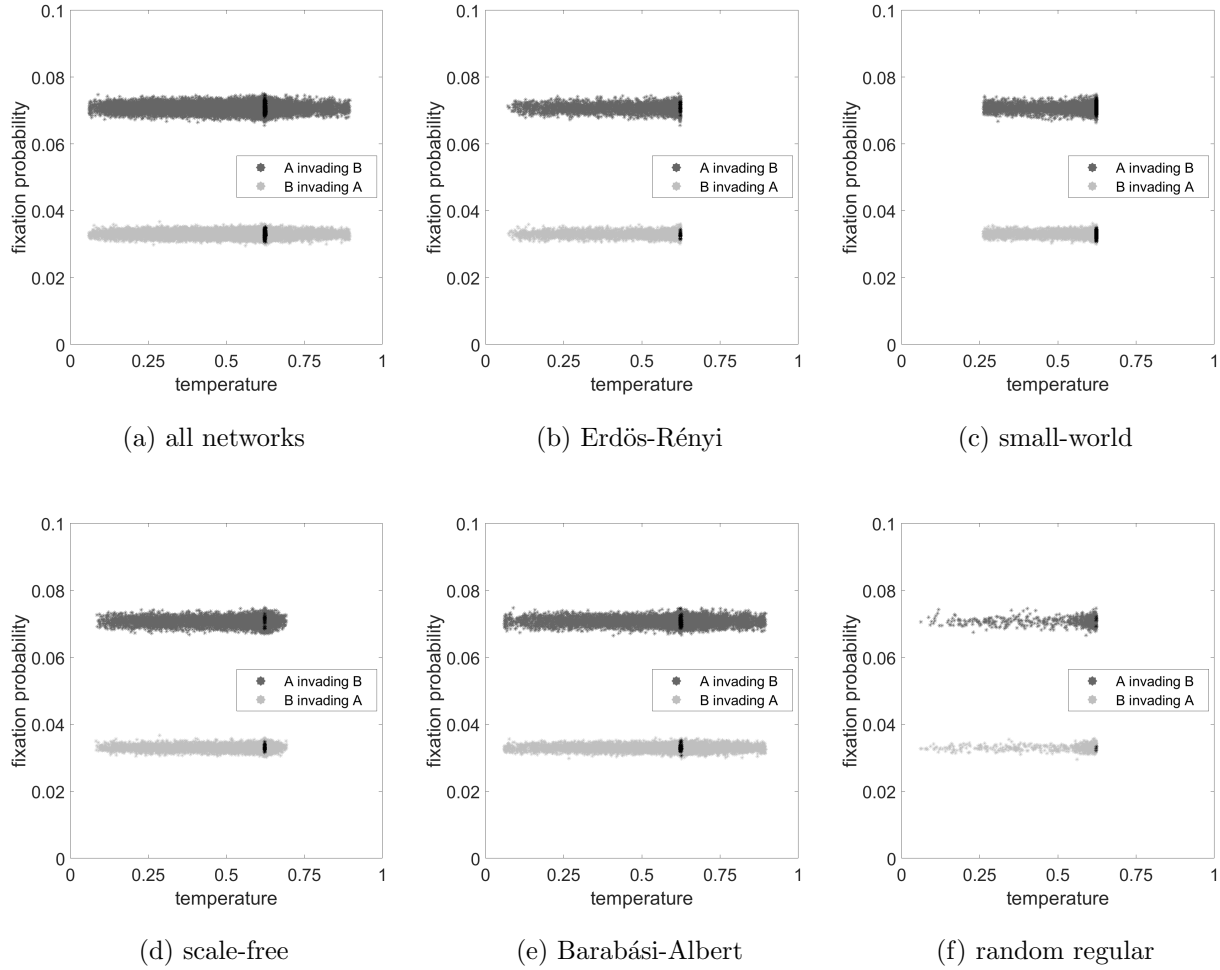 0.1
0.08
0.06
0.04
0.02
0
fixation probability
A invading B
B invading A
0 0.25 0.5 0.75 1
temperature
(a) all networks
0.1
0.08
0.06
0.04
0.02
0
fixation probability
A invading B
B invading A
0 0.25 0.5 0.75 1
temperature
(b) Erdös-Rényi
0.1
0.08
0.06
0.04
0.02
0
fixation probability
A invading B
B invading A
0 0.25 0.5 0.75 1
temperature
(c) small-world
0.1
0.08
0.06
0.04
0.02
0
fixation probability
A invading B
B invading A
0 0.25 0.5 0.75 1
temperature
(d) scale-free
0.1
0.08
0.06
0.04
0.02
0
fixation probability
A invading B
B invading A
0 0.25 0.5 0.75 1
temperature
(e) Barabási-Albert
0.1
0.08
0.06
0.04
0.02
0
fixation probability
A invading B
B invading A
0 0.25 0.5 0.75 1
temperature
(f) random regular